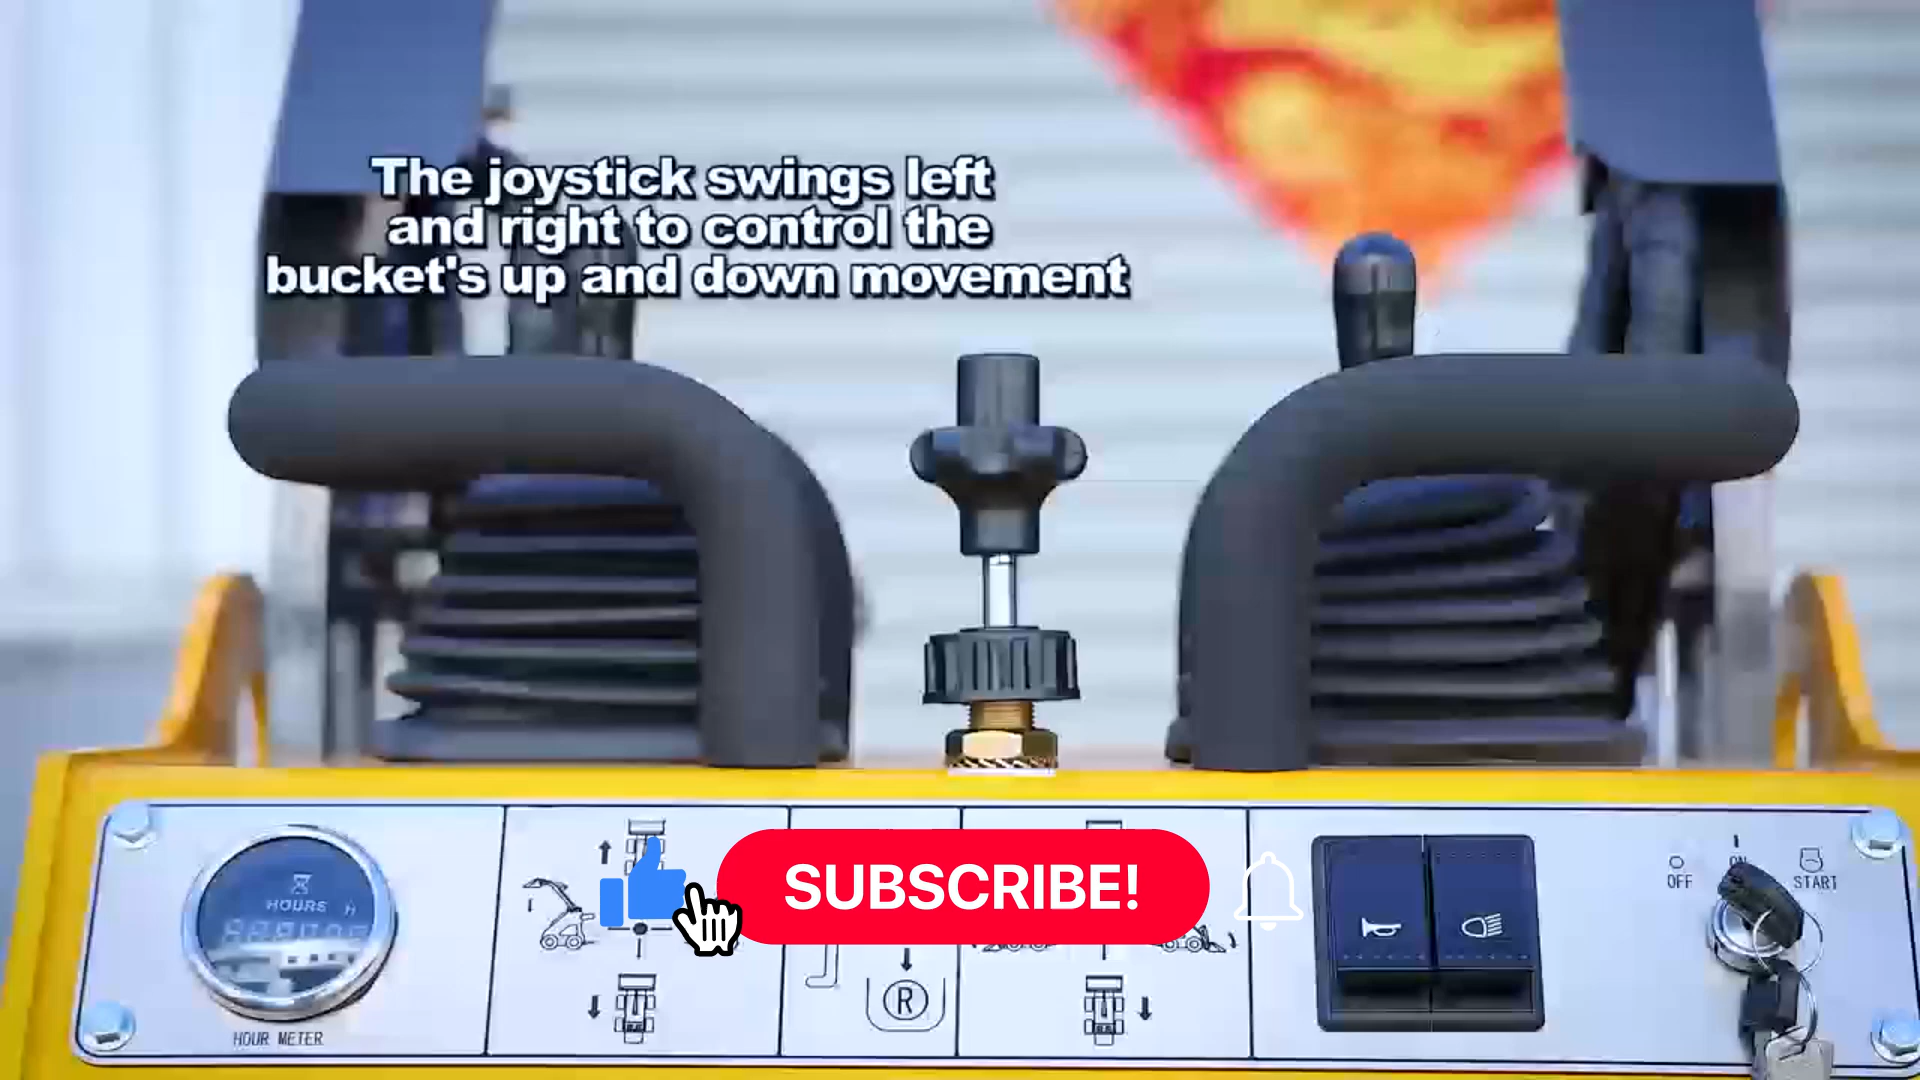 The joystick swings left
and right to control the
bucket's up and down movement
SUBSCRIBE!
HOURS H
HOUR METER
R
OFF
ON
START